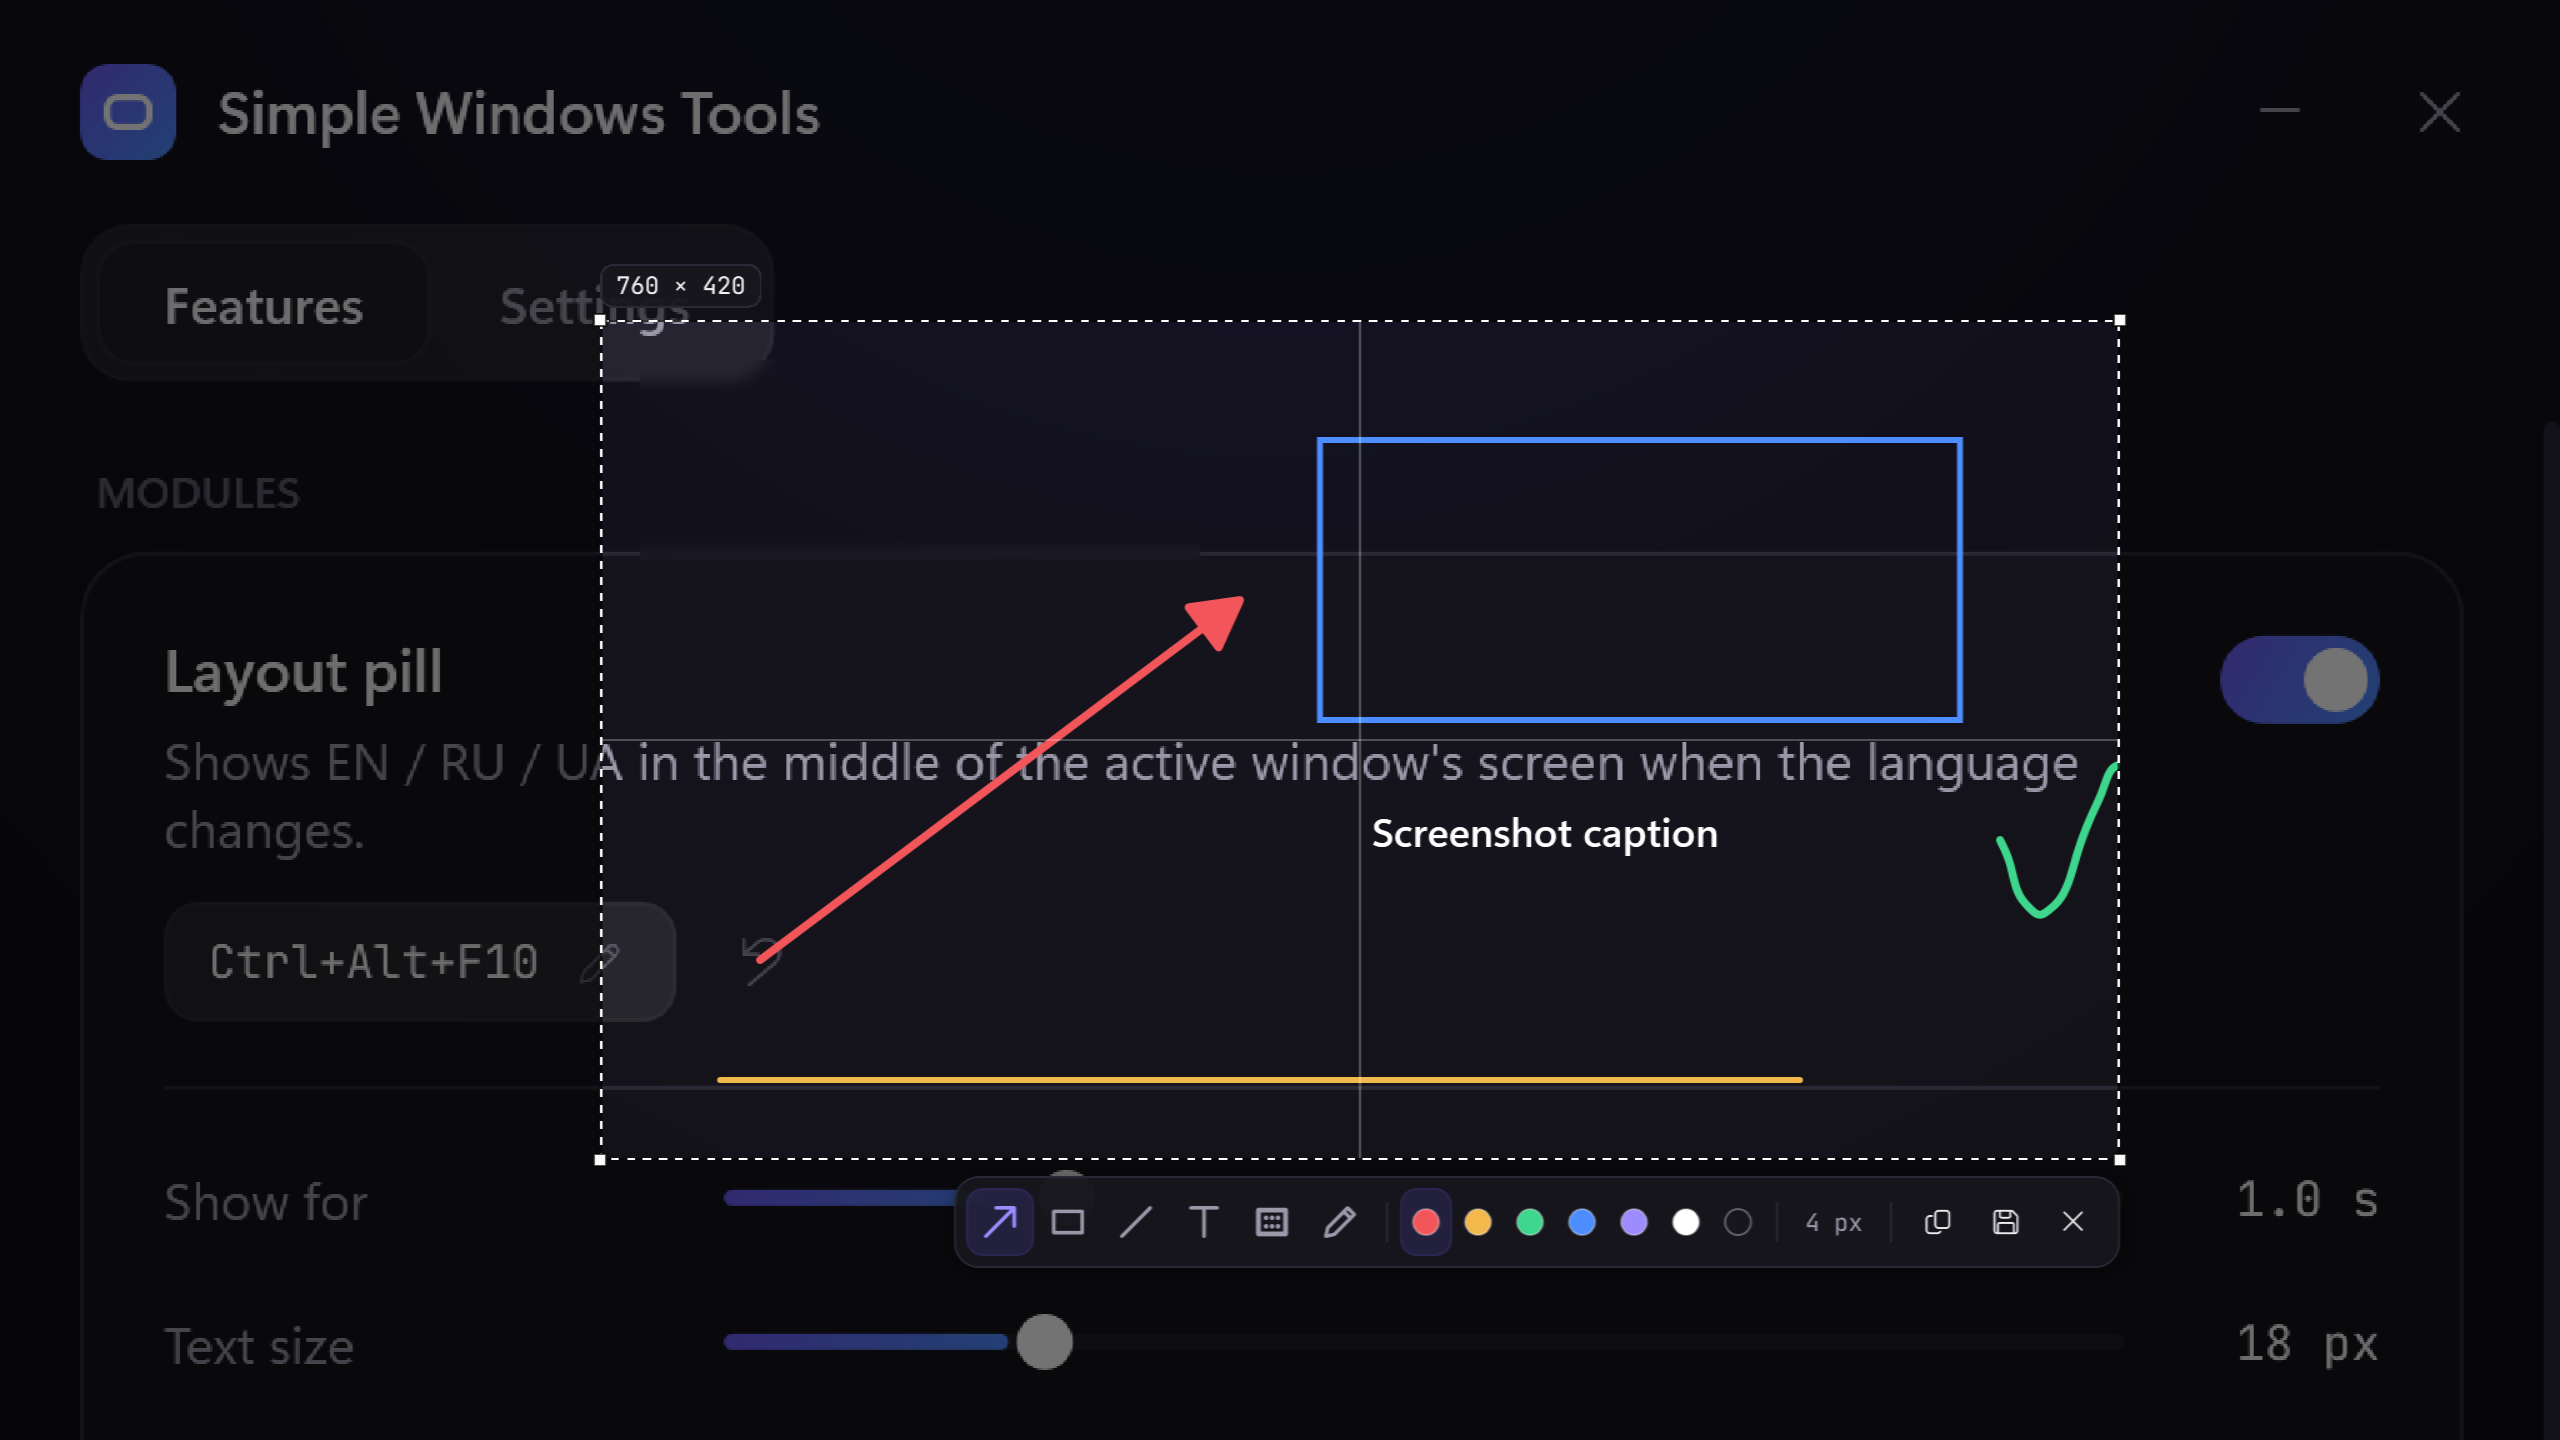 Simple Windows Tools
Features
Settings
760 × 420
MODULES
Layout pill
Shows EN / RU / UA in the middle of the active window's screen when the language
changes.
Screenshot caption
Ctrl+Alt+F10
Show for
1.0 s
4 px
Text size
18 px